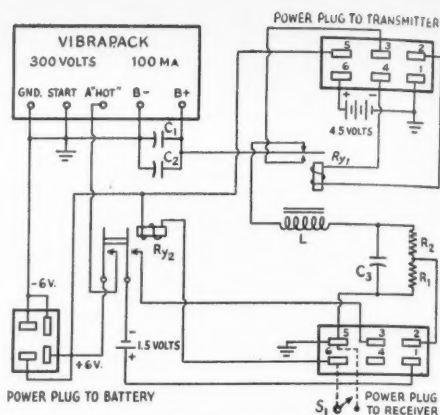 POWER PLUG TO TRANSMITTER
VIBRAPACK
300 VOLTS 100 MA
GND. START A"HOT" B- B+
5 3 2
6 4 1
+ -
4.5 VOLTS
C1
C2
Ry1
Ry2
L
R2
C3
R1
-6V.
+6V.
-
+
1.5 VOLTS
5 3 2
6 4 1
POWER PLUG TO BATTERY
S1
POWER PLUG
TO RECEIVER